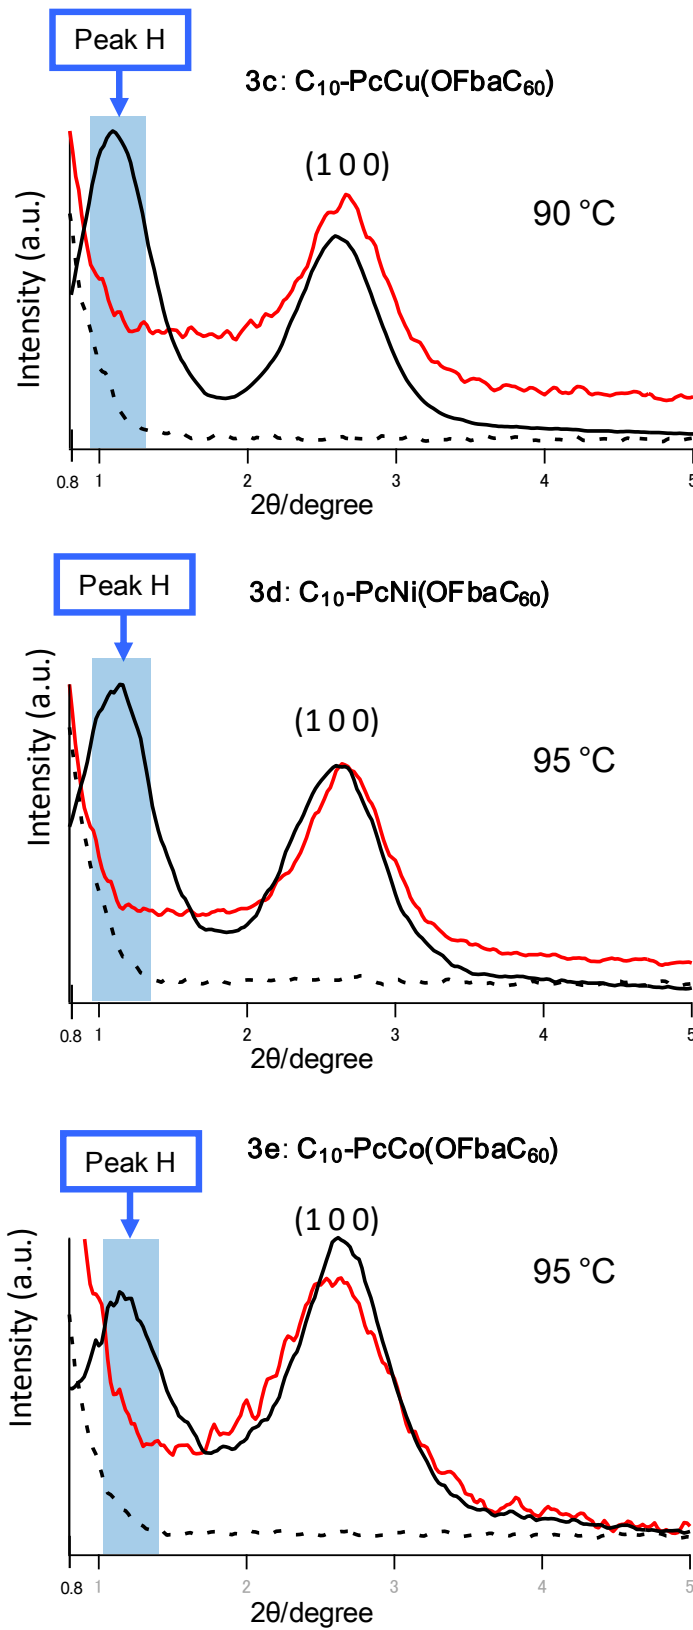 Peak H
3c: C₁₀-PcCu(OFbaC₆₀)
(1 0 0)
90 °C
Intensity (a.u.)
0.8 1 2 3 4 5
2θ/degree
Peak H
3d: C₁₀-PcNi(OFbaC₆₀)
(1 0 0)
95 °C
Intensity (a.u.)
0.8 1 2 3 4 5
2θ/degree
Peak H
3e: C₁₀-PcCo(OFbaC₆₀)
(1 0 0)
95 °C
Intensity (a.u.)
0.8 1 2 3 4 5
2θ/degree